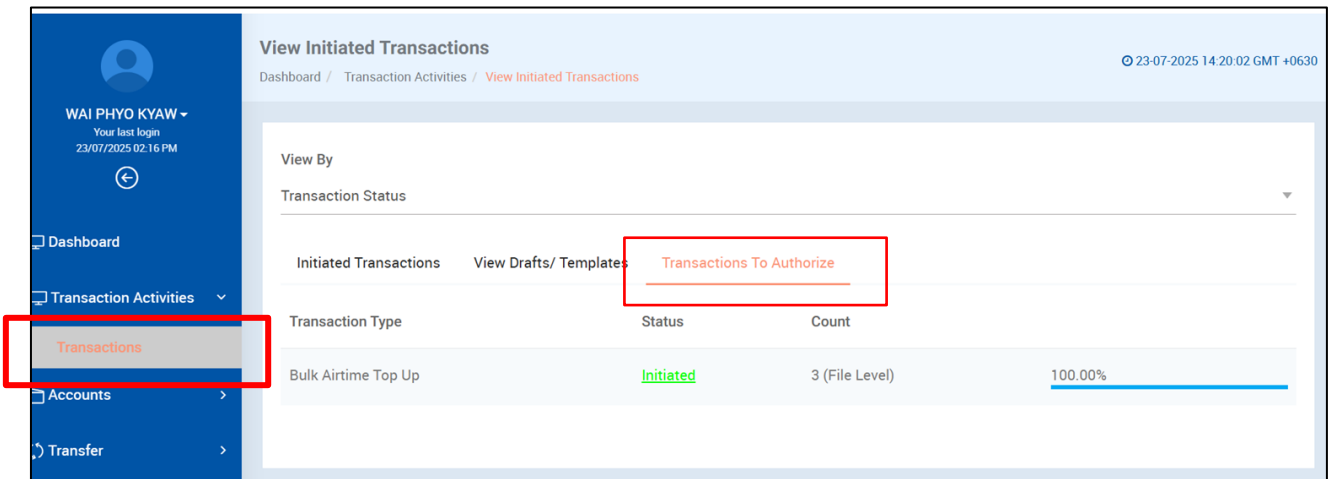 WAI PHYO KYAW
Your last login
23/07/2025 02:16 PM
Dashboard
Transaction Activities
Transactions
Accounts
Transfer
View Initiated Transactions
Dashboard / Transaction Activities / View Initiated Transactions
23-07-2025 14:20:02 GMT +0630
View By
Transaction Status
Initiated Transactions View Drafts/ Templates Transactions To Authorize
Transaction Type Status Count
Bulk Airtime Top Up Initiated 3 (File Level) 100.00%